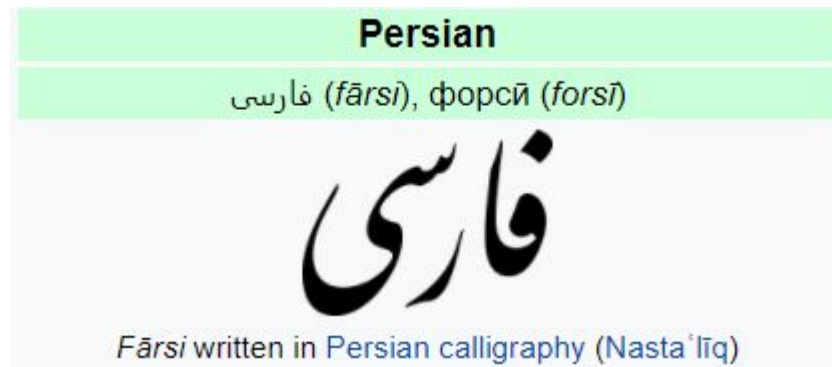 Persian
فارسی (fārsi), форсӣ (forsī)
فارسی
Fārsi written in Persian calligraphy (Nastaʿlīq)